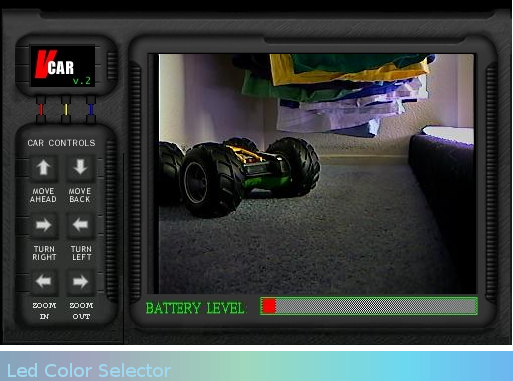 VCAR
v.2
CAR CONTROLS
MOVE AHEAD
MOVE BACK
TURN RIGHT
TURN LEFT
ZOOM IN
ZOOM OUT
BATTERY LEVEL
Led Color Selector